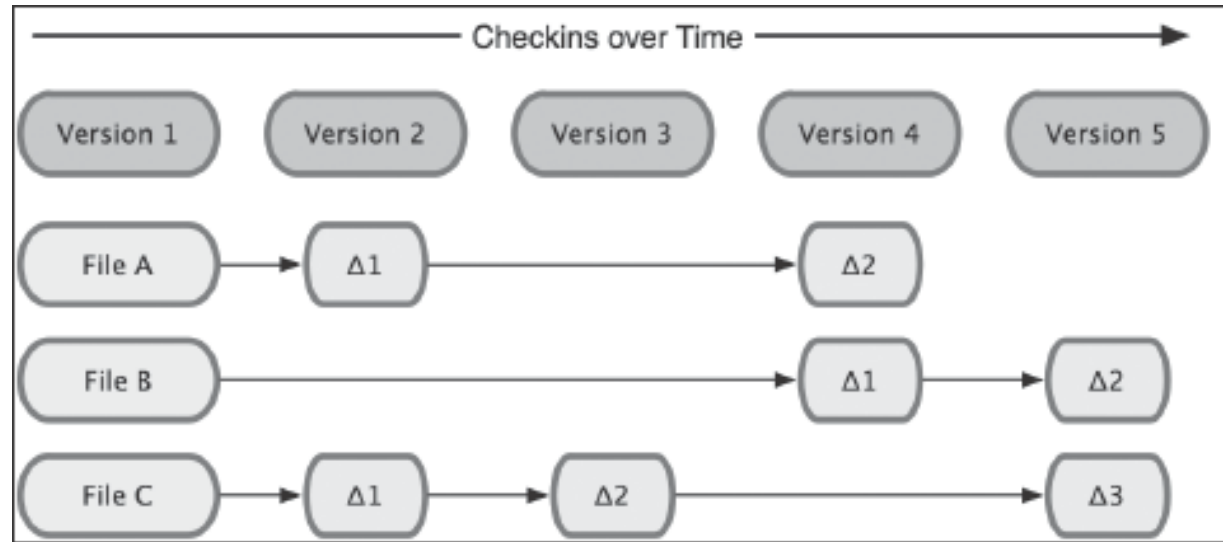 Checkins over Time
Version 1 Version 2 Version 3 Version 4 Version 5
File A Δ1 Δ2
File B Δ1 Δ2
File C Δ1 Δ2 Δ3